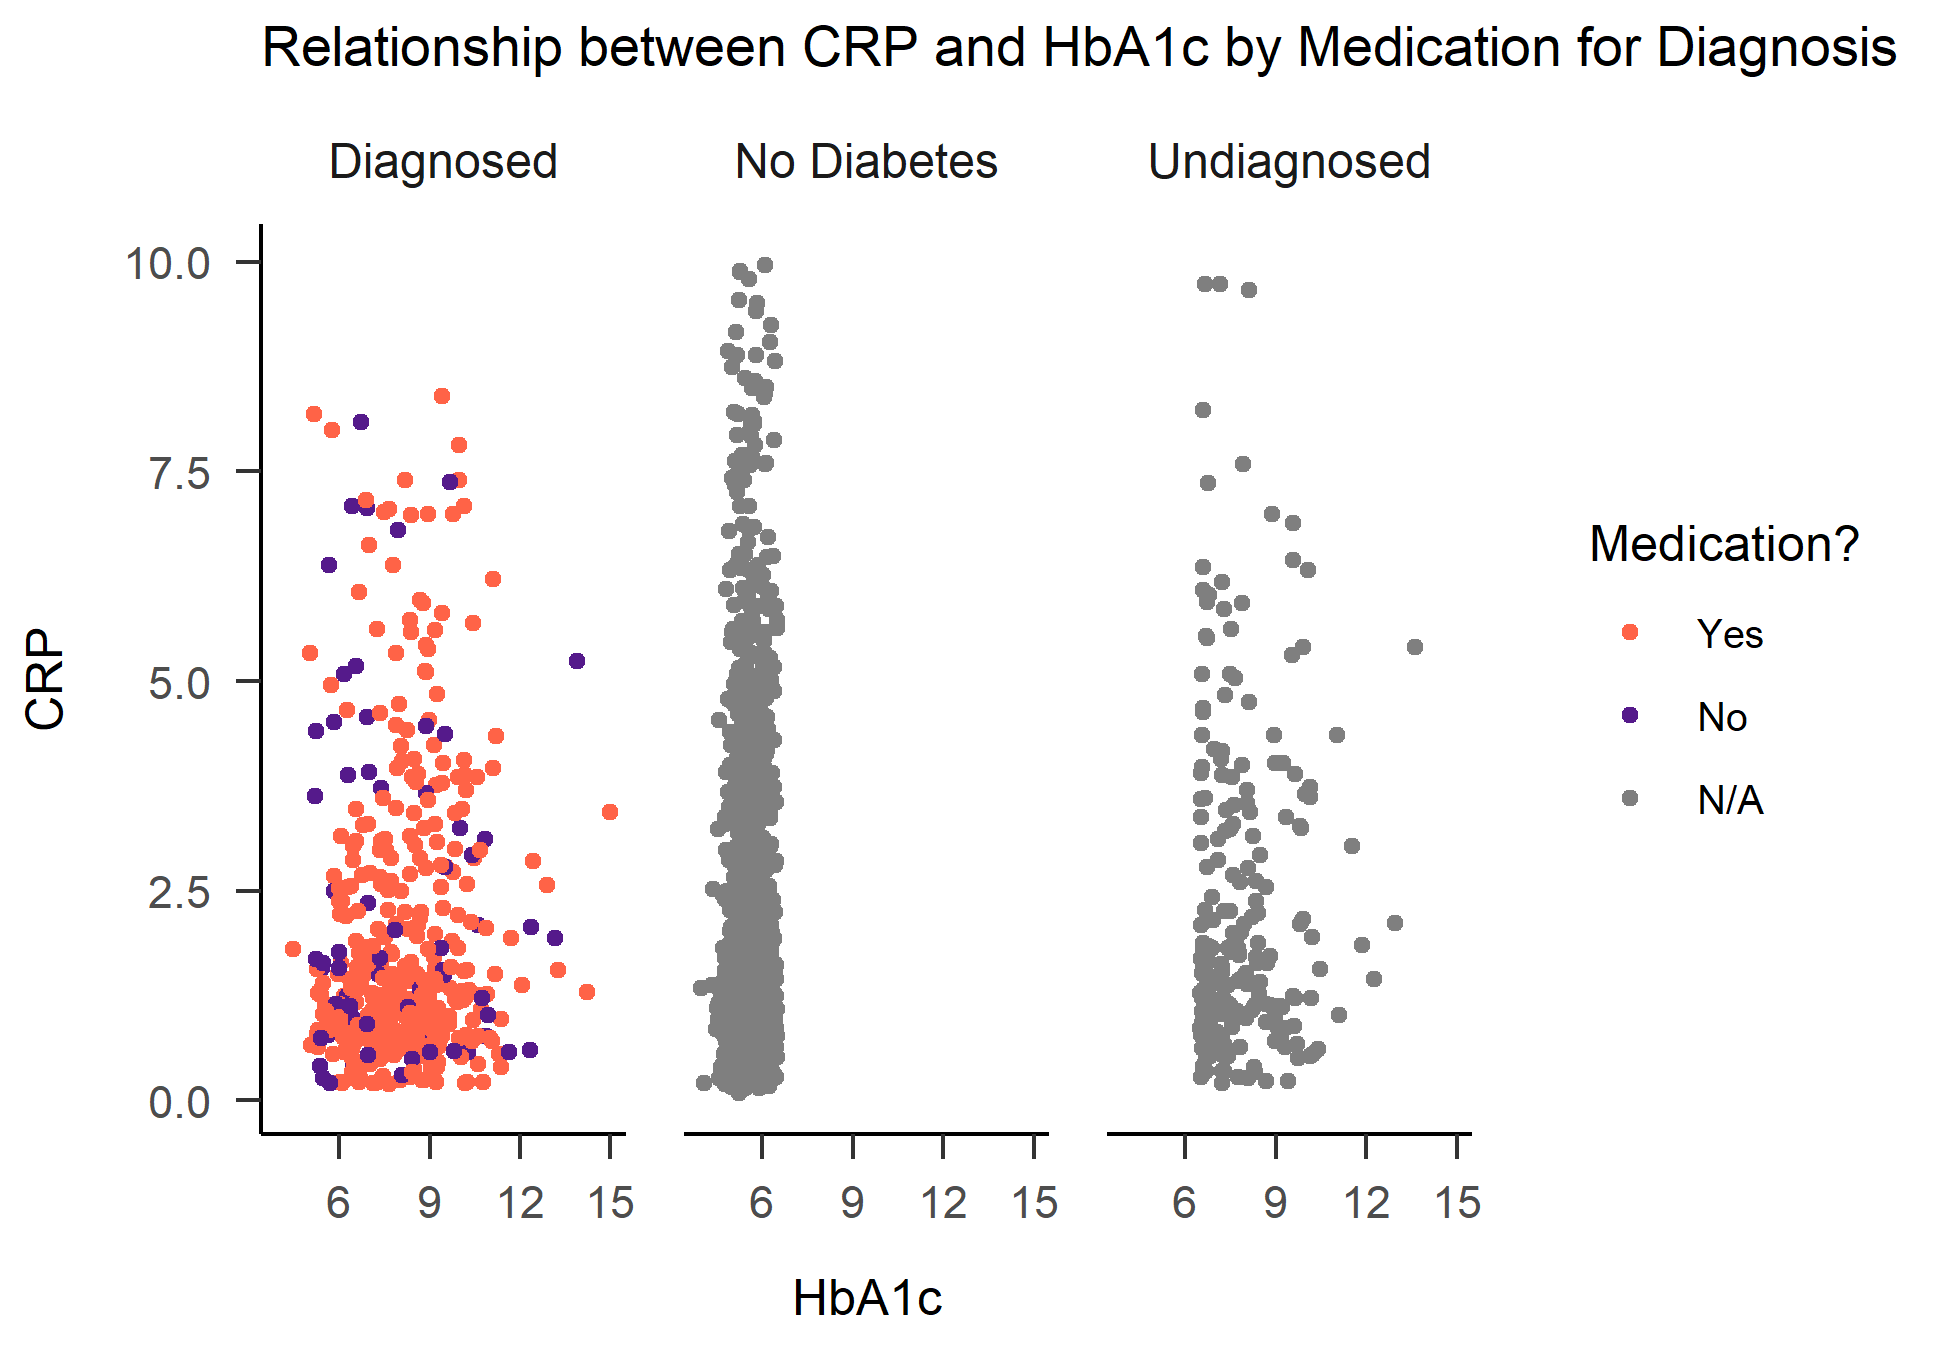 Relationship between CRP and HbA1c by Medication for Diagnosis
Diagnosed No Diabetes Undiagnosed
10.0
7.5
5.0
2.5
0.0
CRP
6 9 12 15 6 9 12 15 6 9 12 15
HbA1c
Medication?
Yes
No
N/A